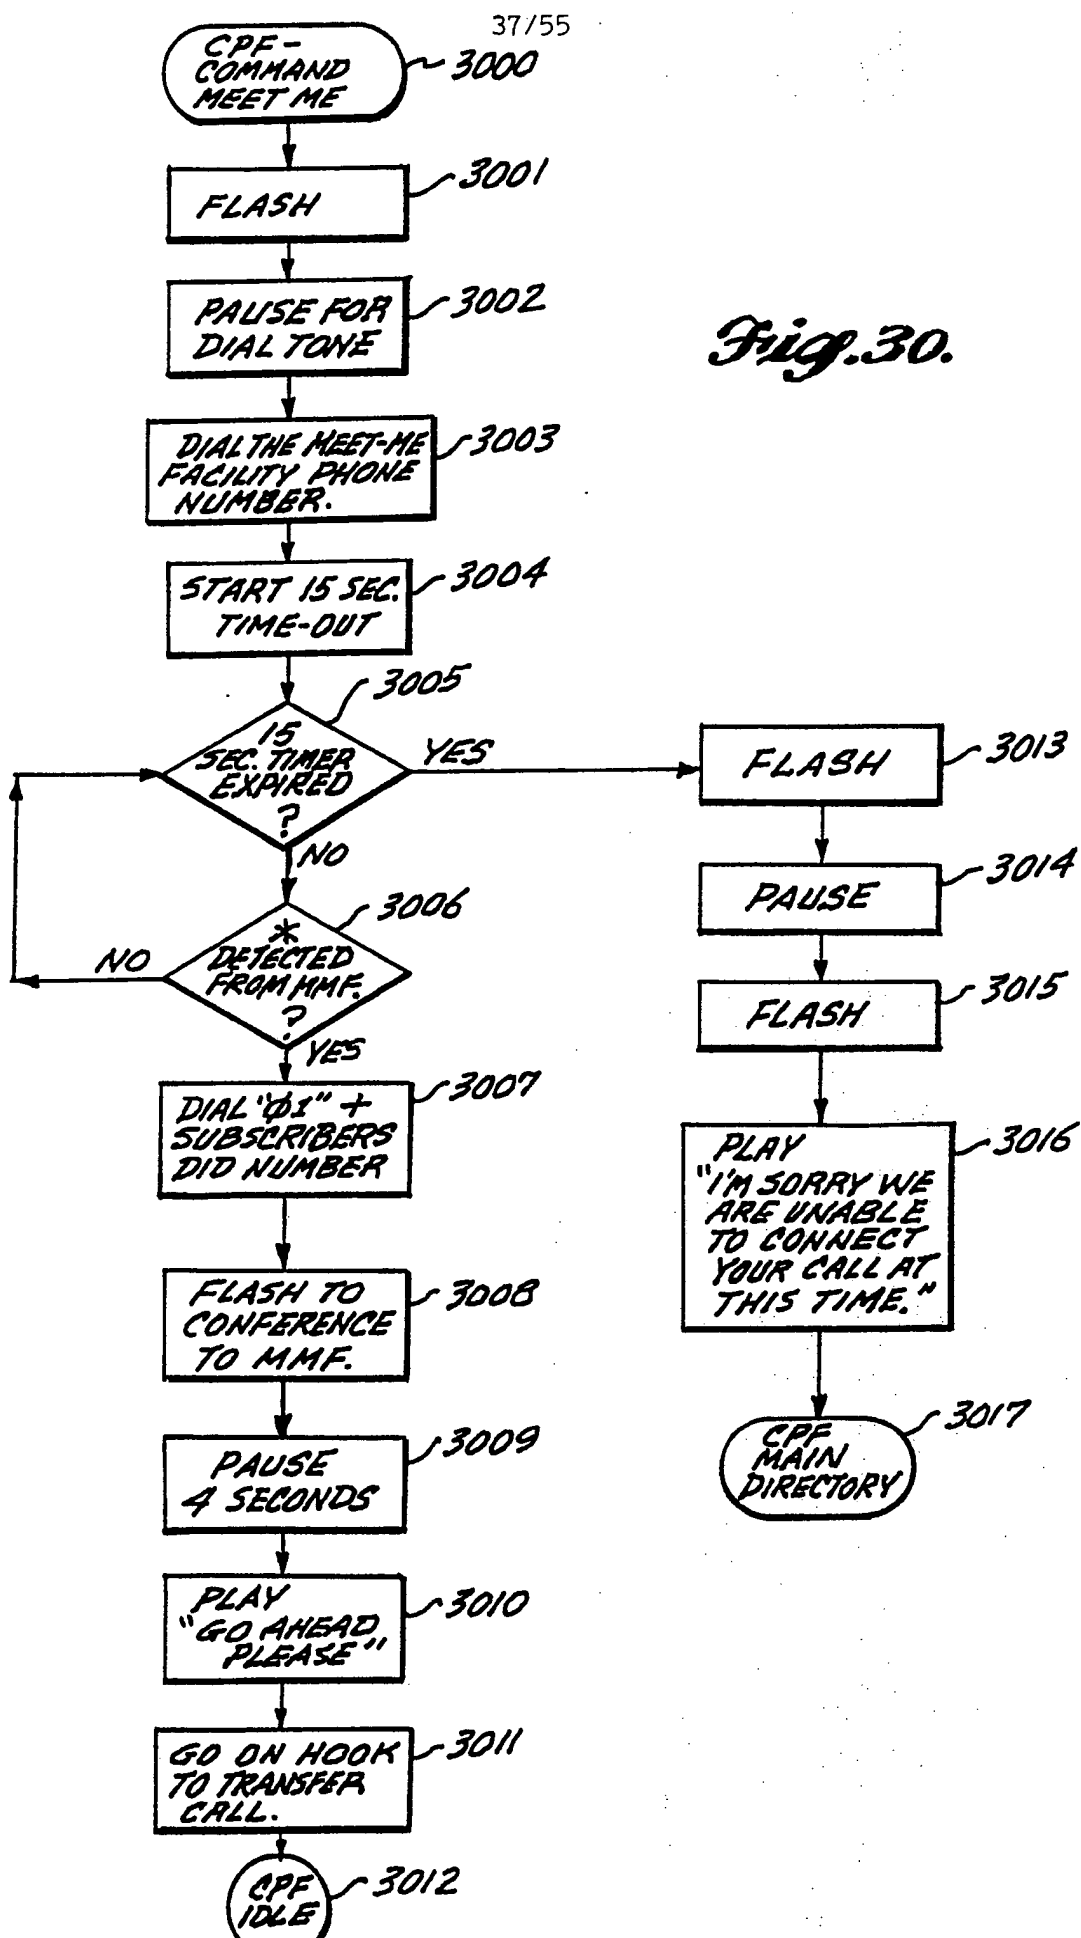 37/55
CPF-
COMMAND
MEET ME
3000
FLASH
3001
PAUSE FOR
DIAL TONE
3002
Fig. 30.
DIAL THE MEET-ME
FACILITY PHONE
NUMBER.
3003
START 15 SEC.
TIME-OUT
3004
15
SEC. TIMER
EXPIRED
?
3005
YES
NO
*
DETECTED
FROM MMF.
?
3006
NO
YES
DIAL "Ø1" +
SUBSCRIBERS
DID NUMBER
3007
FLASH TO
CONFERENCE
TO MMF.
3008
PAUSE
4 SECONDS
3009
PLAY
"GO AHEAD
PLEASE"
3010
GO ON HOOK
TO TRANSFER
CALL.
3011
CPF
IDLE
3012
FLASH
3013
PAUSE
3014
FLASH
3015
PLAY
"I'M SORRY WE
ARE UNABLE
TO CONNECT
YOUR CALL AT
THIS TIME."
3016
CPF
MAIN
DIRECTORY
3017